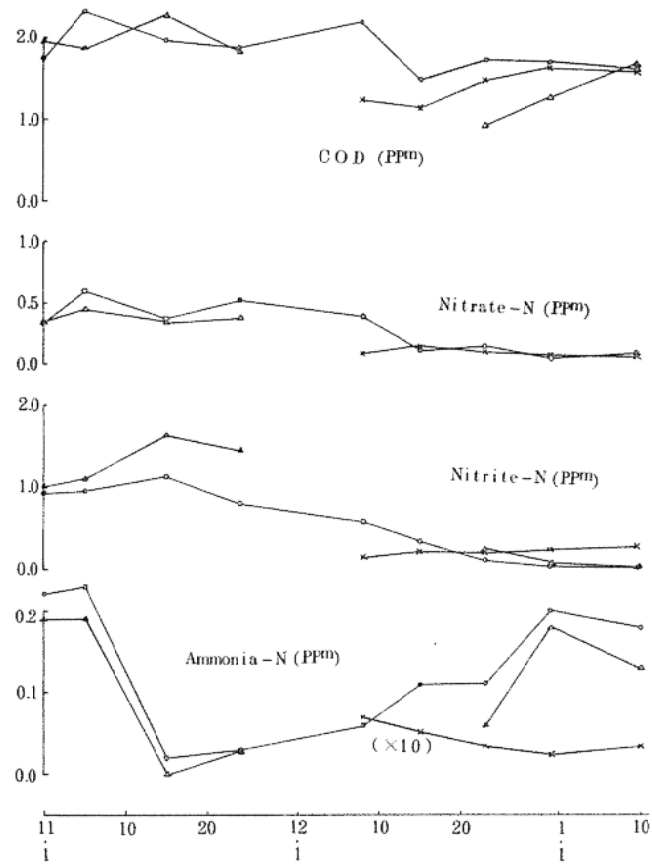 2.0
1.0
COD (PPm)
0.0
1.0
0.5
Nitrate-N (PPm)
0.0
2.0
1.0
Nitrite-N (PPm)
0.0
0.2
Ammonia-N (PPm)
0.1
(×10)
0.0
11 10 20 12 10 20 1 10
i i i